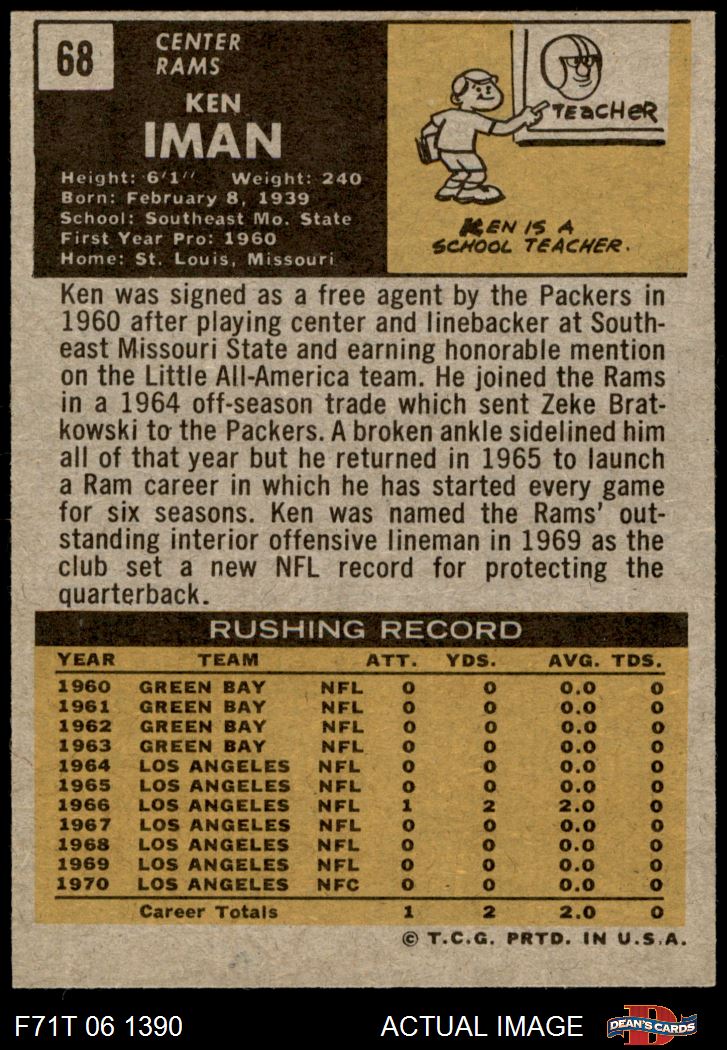 68
CENTER
RAMS
KEN
IMAN
Height: 6'1" Weight: 240
Born: February 8, 1939
School: Southeast Mo. State
First Year Pro: 1960
Home: St. Louis, Missouri
TEACHER
KEN IS A
SCHOOL TEACHER.
Ken was signed as a free agent by the Packers in
1960 after playing center and linebacker at South-
east Missouri State and earning honorable mention
on the Little All-America team. He joined the Rams
in a 1964 off-season trade which sent Zeke Brat-
kowski to the Packers. A broken ankle sidelined him
all of that year but he returned in 1965 to launch
a Ram career in which he has started every game
for six seasons. Ken was named the Rams' out-
standing interior offensive lineman in 1969 as the
club set a new NFL record for protecting the
quarterback.
RUSHING RECORD
YEAR TEAM ATT. YDS. AVG. TDS.
1960 GREEN BAY NFL 0 0 0.0 0
1961 GREEN BAY NFL 0 0 0.0 0
1962 GREEN BAY NFL 0 0 0.0 0
1963 GREEN BAY NFL 0 0 0.0 0
1964 LOS ANGELES NFL 0 0 0.0 0
1965 LOS ANGELES NFL 0 0 0.0 0
1966 LOS ANGELES NFL 1 2 2.0 0
1967 LOS ANGELES NFL 0 0 0.0 0
1968 LOS ANGELES NFL 0 0 0.0 0
1969 LOS ANGELES NFL 0 0 0.0 0
1970 LOS ANGELES NFC 0 0 0.0 0
Career Totals 1 2 2.0 0
© T.C.G. PRTD. IN U.S.A.
F71T 06 1390 ACTUAL IMAGE D DEAN'S CARDS